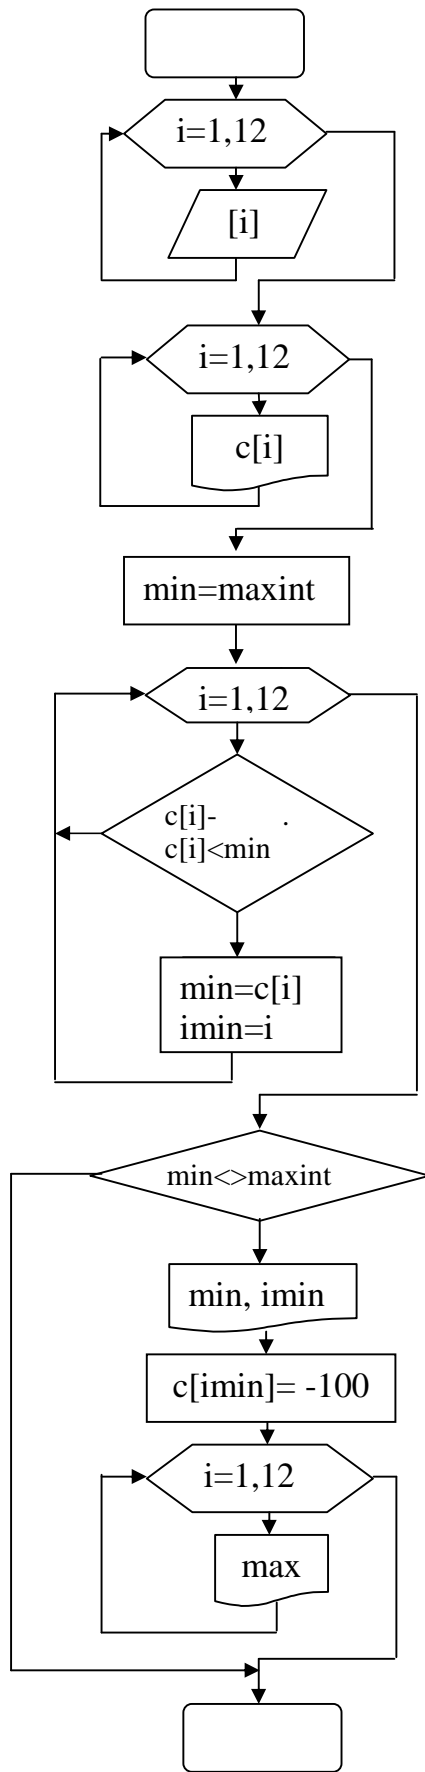 i=1,12
[i]
i=1,12
c[i]
min=maxint
i=1,12
c[i]- .
c[i]<min
min=c[i]
imin=i
min<>maxint
min, imin
c[imin]= -100
i=1,12
max